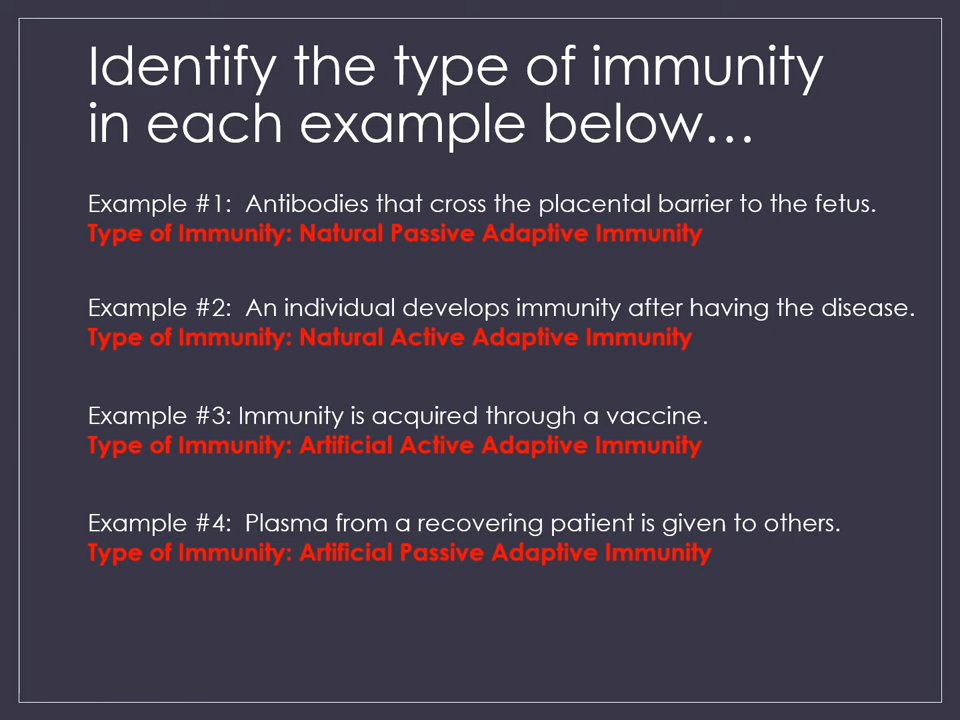 Identify the type of immunity
in each example below…
Example #1:  Antibodies that cross the placental barrier to the fetus.
Type of Immunity: Natural Passive Adaptive Immunity
Example #2:  An individual develops immunity after having the disease.
Type of Immunity: Natural Active Adaptive Immunity
Example #3: Immunity is acquired through a vaccine.
Type of Immunity: Artificial Active Adaptive Immunity
Example #4:  Plasma from a recovering patient is given to others.
Type of Immunity: Artificial Passive Adaptive Immunity